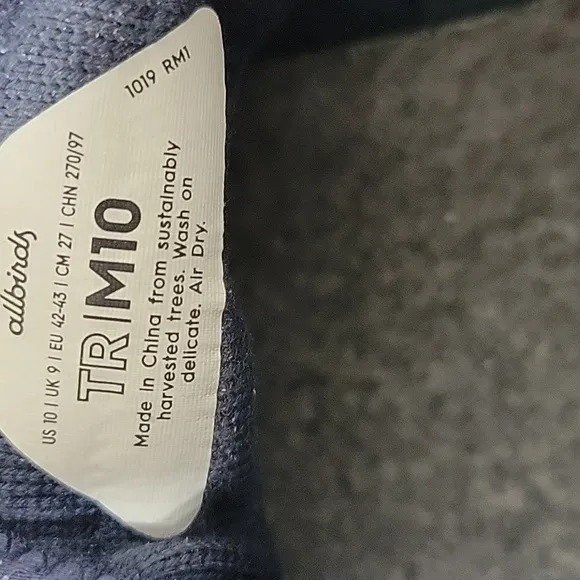 allbirds
US 10 | UK 9 | EU 42-43 | CM 27 | CHN 270/97
TR|M10
Made in China from sustainably
harvested trees. Wash on
delicate. Air Dry.
1019 RM1